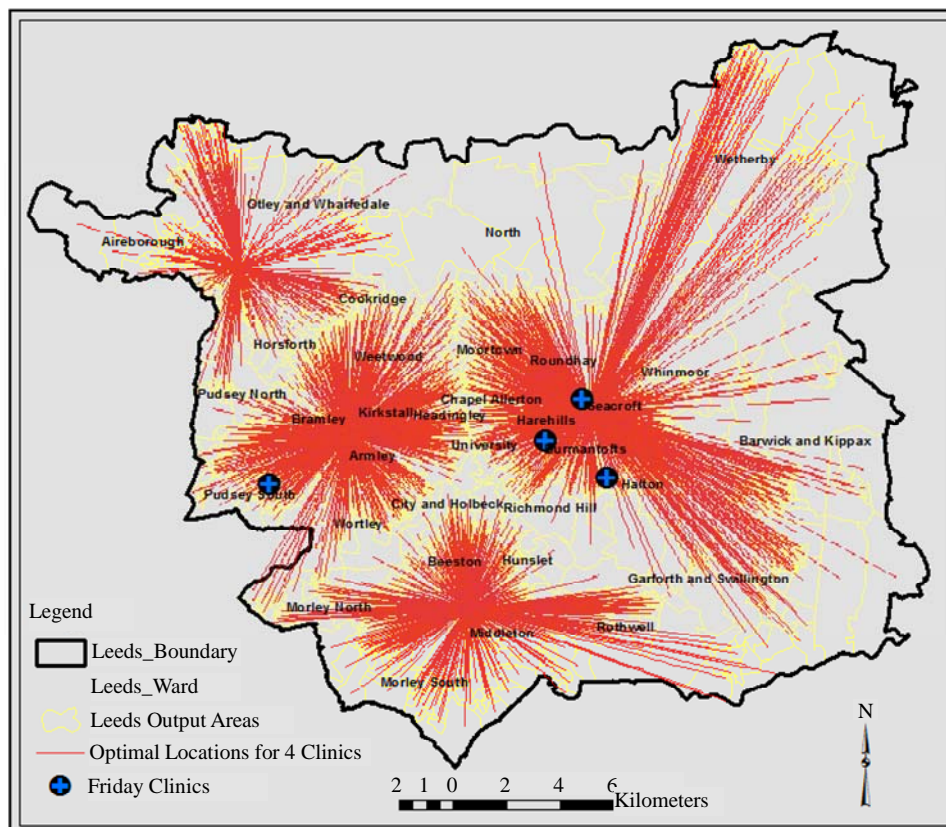 Wetherby
Otley and Wharfedale
North
Aireborough
Cookridge
Horsforth
Weetwood
Moortown
Roundhay
Whinmoor
Pudsey North
Chapel Allerton
Seacroft
Bramley
Kirkstall
Headingley
Harehills
University
Burmantofts
Barwick and Kippax
Armley
Pudsey South
Halton
City and Holbeck
Richmond Hill
Wortley
Beeston
Hunslet
Garforth and Swillington
Morley North
Middleton
Rothwell
Morley South
Legend
Leeds_Boundary
Leeds_Ward
Leeds Output Areas
Optimal Locations for 4 Clinics
Friday Clinics
N
2 1 0 2 4 6
Kilometers